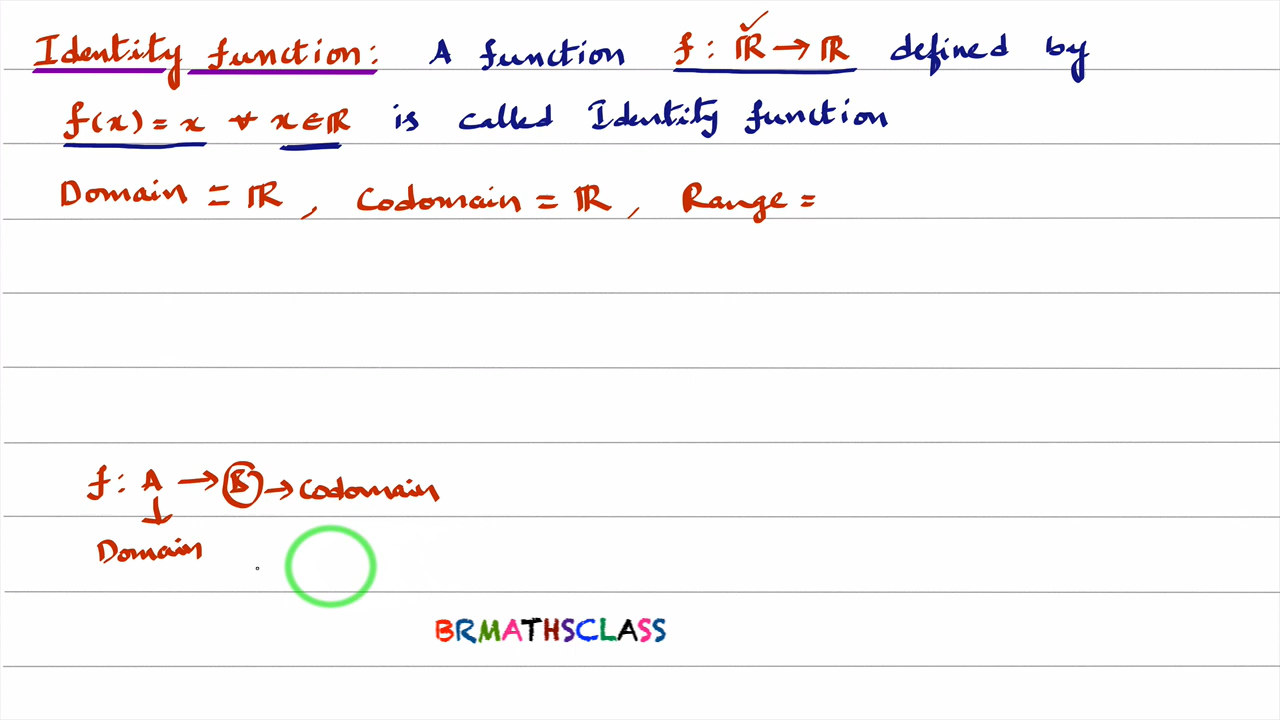 Identity function: A function f: ℝ → ℝ defined by
f(x) = x ∀ x ∈ ℝ is called Identity function
Domain = ℝ, Codomain = ℝ, Range =
f: A → B → Codomain
↓
Domain
BRMATHSCLASS